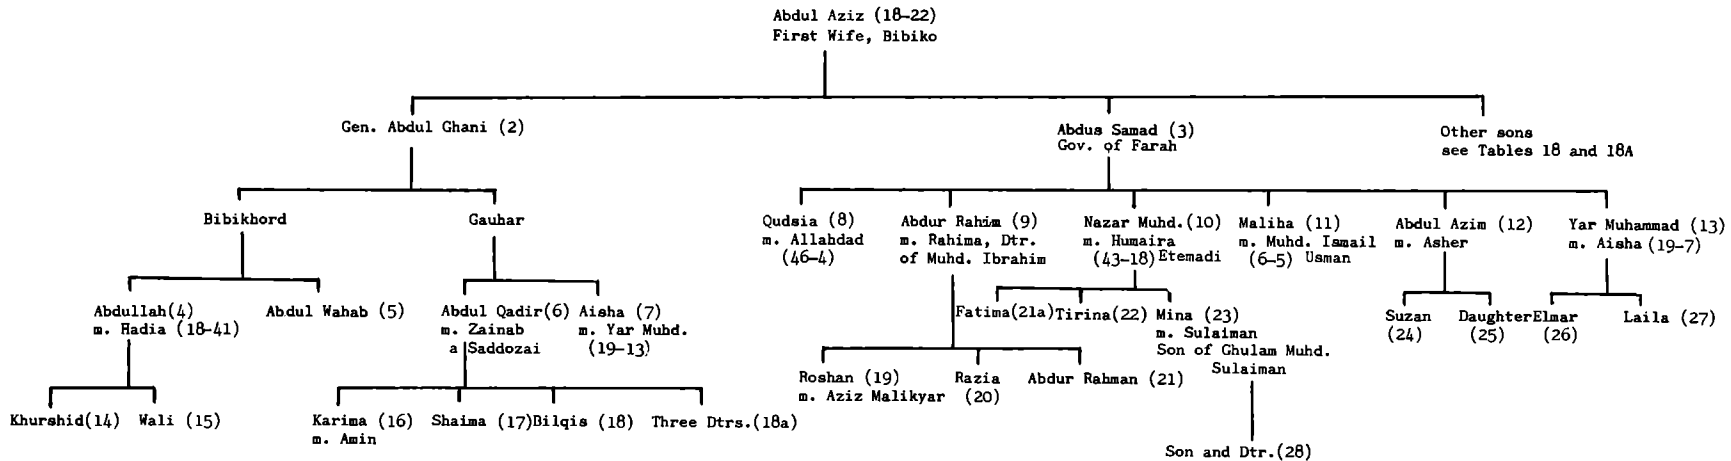 Abdul Aziz (18-22)
First Wife, Bibiko
Gen. Abdul Ghani (2)
Abdus Samad (3)
Gov. of Farah
Other sons
see Tables 18 and 18A
Bibikhord
Gauhar
Qudsia (8)
m. Allahdad
(46-4)
Abdur Rahim (9)
m. Rahima, Dtr.
of Muhd. Ibrahim
Nazar Muhd. (10)
m. Humaira
(43-18) Etemadi
Maliha (11)
m. Muhd. Ismail
(6-5) Usman
Abdul Azim (12)
m. Asher
Yar Muhammad (13)
m. Aisha (19-7)
Abdullah(4)
m. Hadia (18-41)
Abdul Wahab (5)
Abdul Qadir(6)
m. Zainab
a Saddozai
Aisha (7)
m. Yar Muhd.
(19-13)
Fatima(21a)
Tirina(22)
Mina (23)
m. Sulaiman
Son of Ghulam Muhd.
Sulaiman
Suzan
(24)
Daughter
(25)
Elmar
(26)
Laila (27)
Roshan (19)
m. Aziz Malikyar
Razia
(20)
Abdur Rahman (21)
Khurshid(14)
Wali (15)
Karima (16)
m. Amin
Shaima (17)
Bilqis (18)
Three Dtrs.(18a)
Son and Dtr.(28)